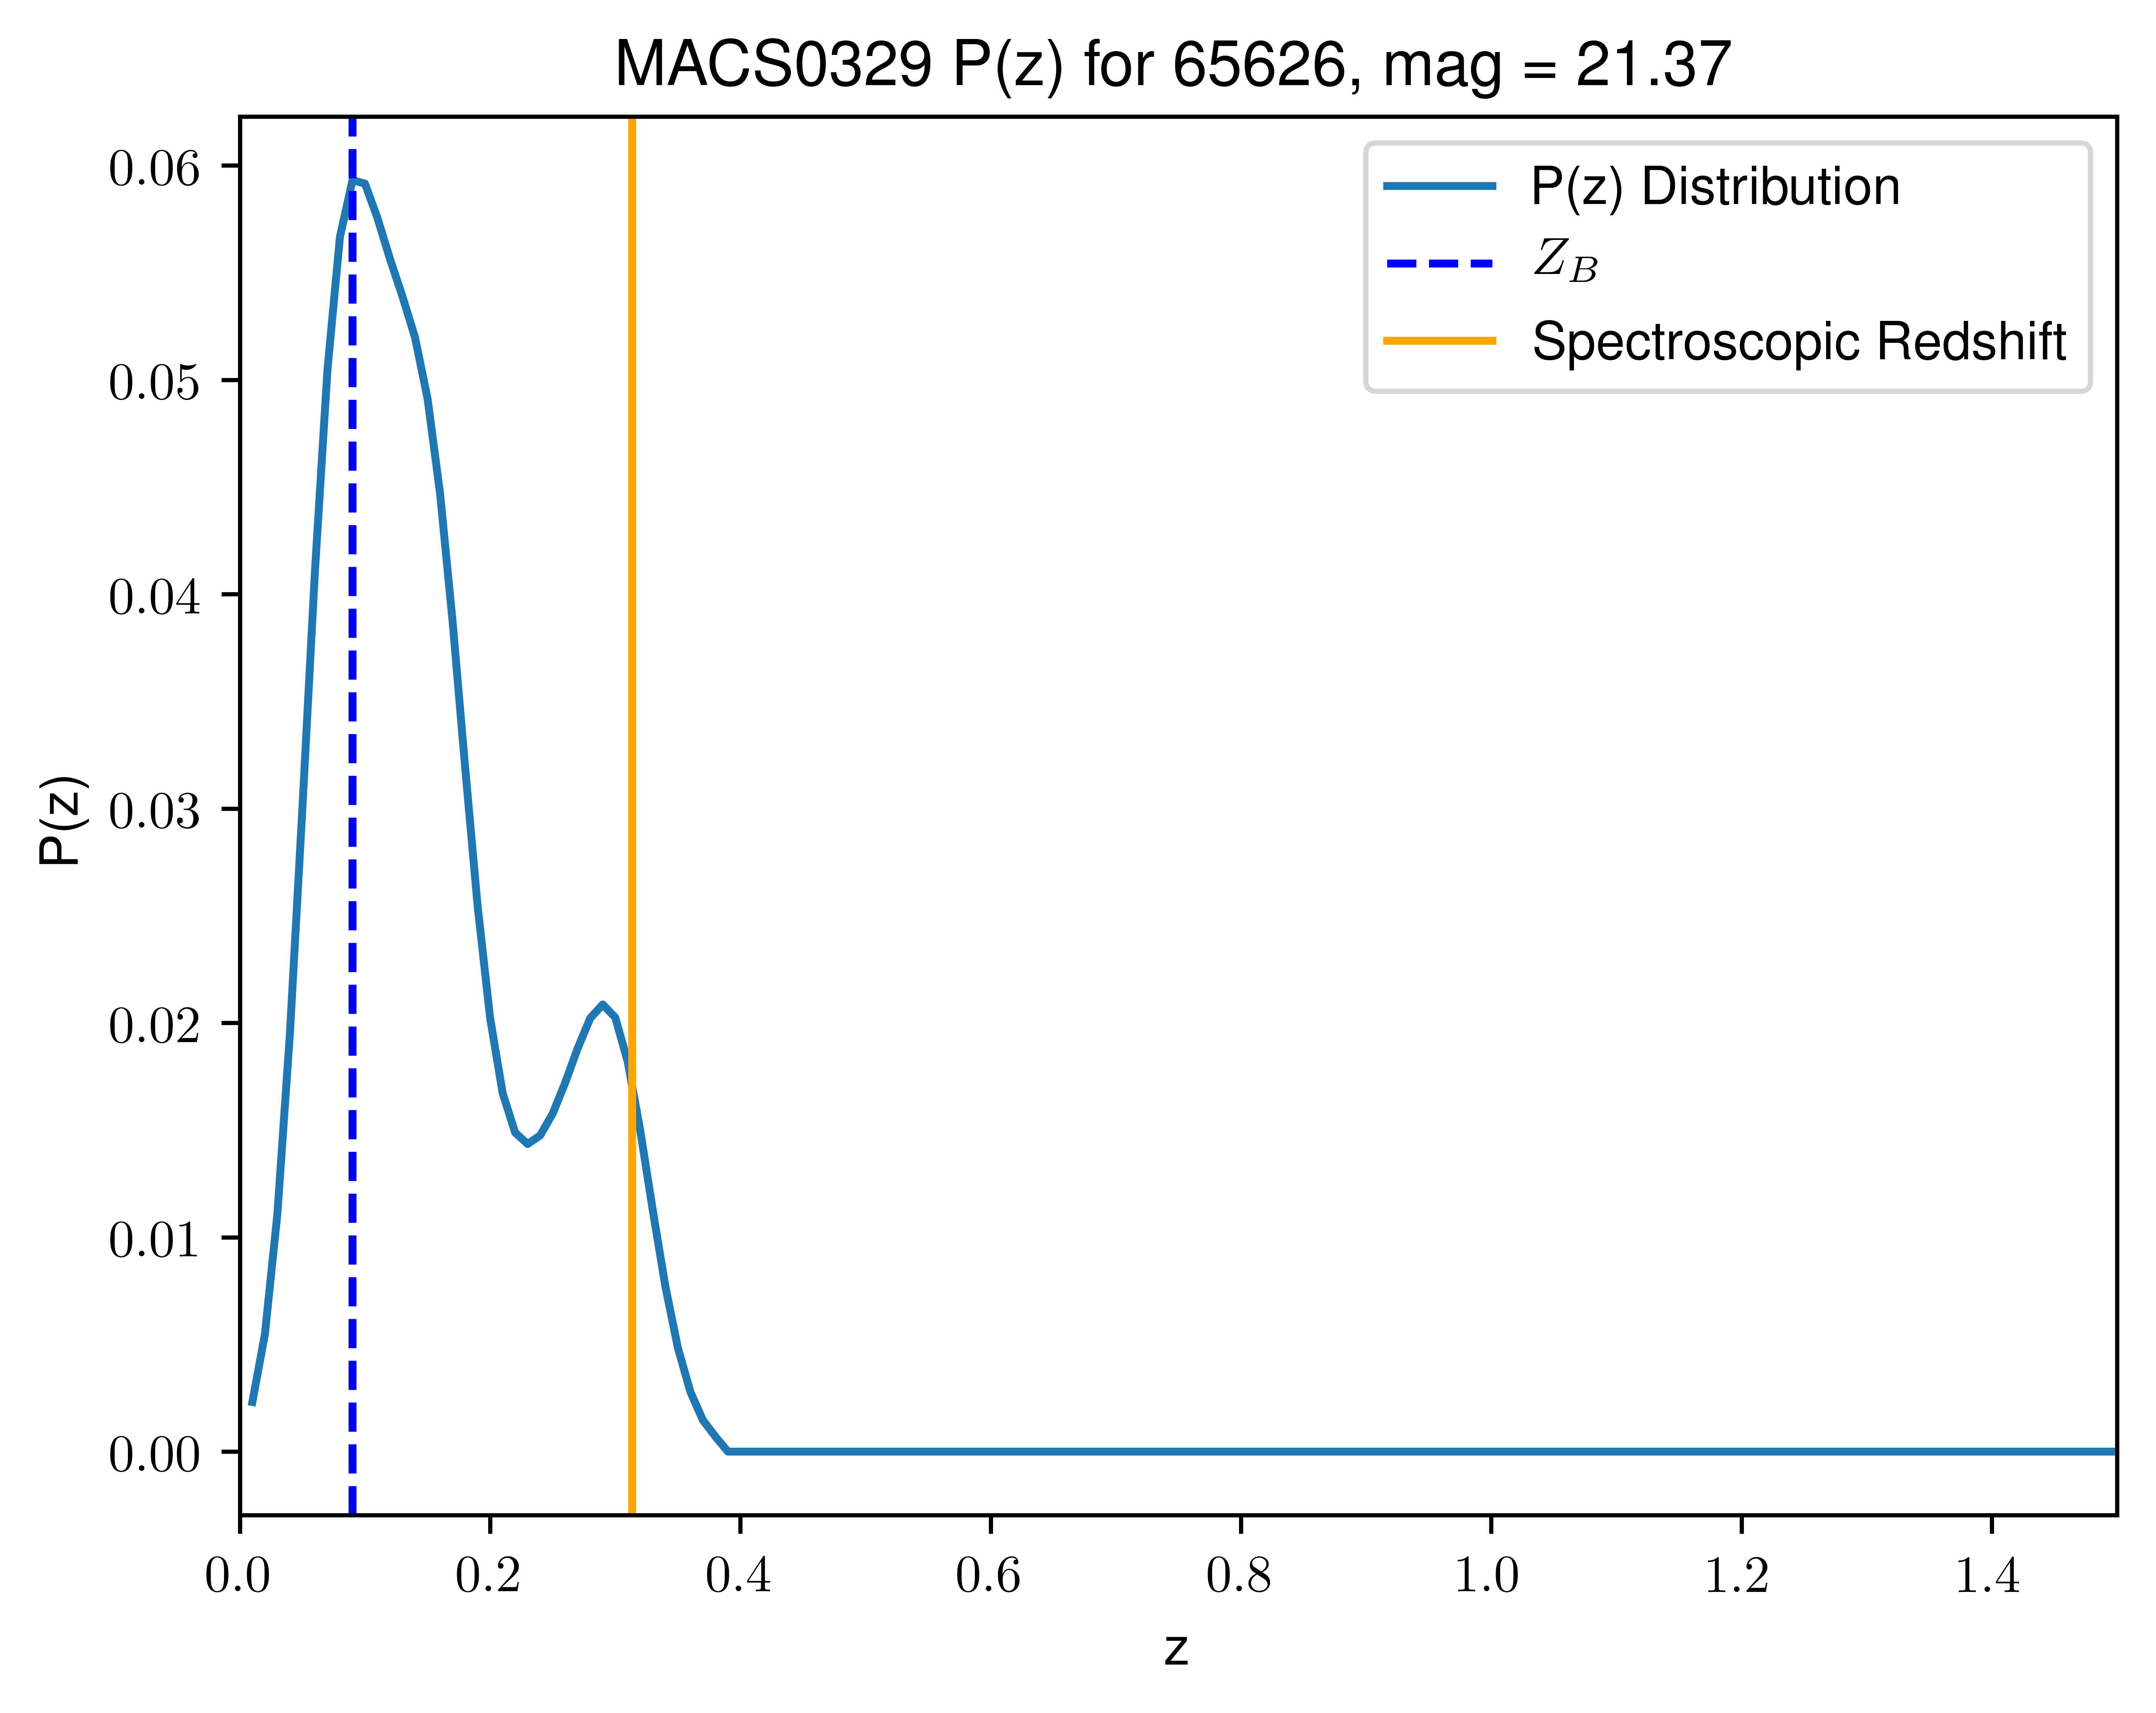 MACS0329 P(z) for 65626, mag = 21.37
P(z) Distribution
Z_B
Spectroscopic Redshift
P(z)
0.06
0.05
0.04
0.03
0.02
0.01
0.00
0.0 0.2 0.4 0.6 0.8 1.0 1.2 1.4
z